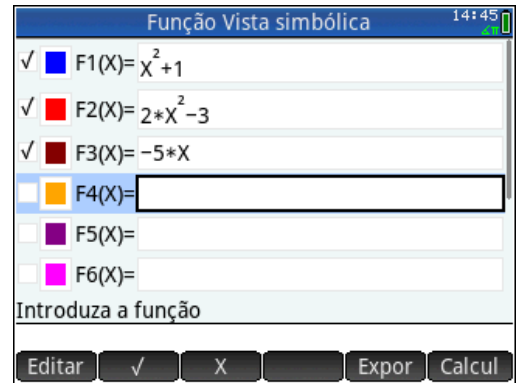 Função Vista simbólica 14:45
∡π
√ F1(X)= X²+1
√ F2(X)= 2*X²−3
√ F3(X)= −5*X
F4(X)=
F5(X)=
F6(X)=
Introduza a função
Editar √ X Expor Calcul